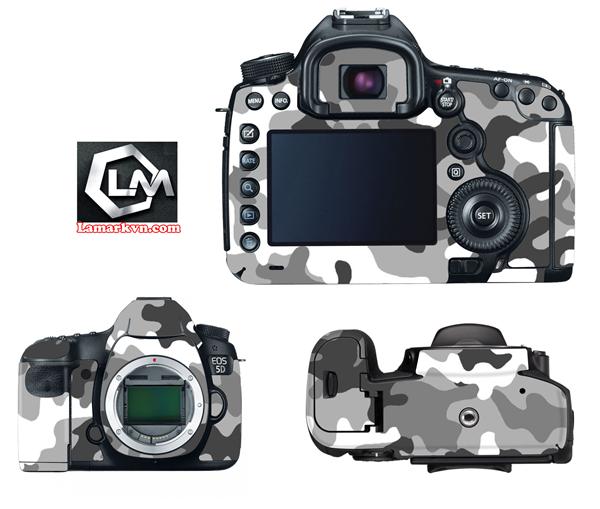 MENU
INFO.
AF-ON
START/
STOP
RATE
Q
SET
LM
Lamarkvn.com
EOS
5D